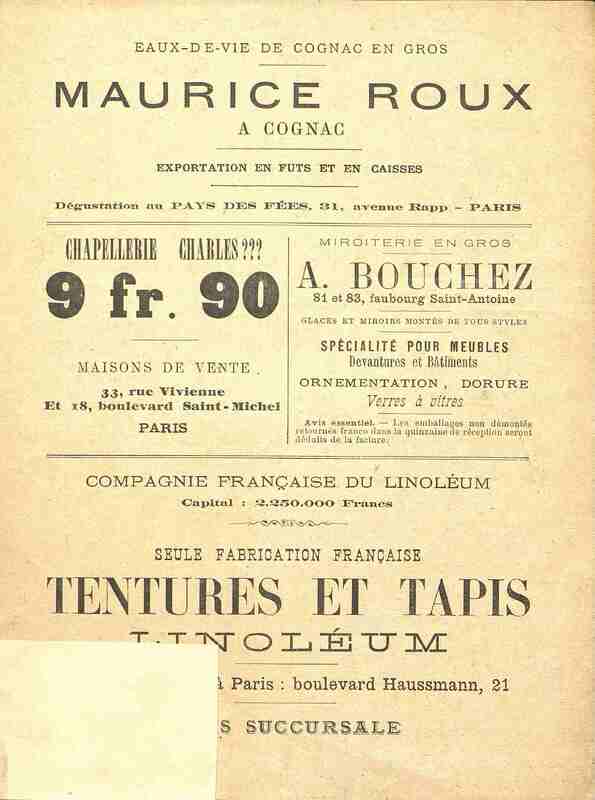 EAUX-DE-VIE DE COGNAC EN GROS
MAURICE ROUX
A COGNAC
EXPORTATION EN FUTS ET EN CAISSES
Dégustation au PAYS DES FÉES, 31, avenue Rapp – PARIS
CHAPELLERIE CHARLES???
9 fr. 90
MAISONS DE VENTE
33, rue Vivienne
Et 18, boulevard Saint-Michel
PARIS
MIROITERIE EN GROS
A. BOUCHEZ
81 et 83, faubourg Saint-Antoine
GLACES ET MIROIRS MONTÉS DE TOUS STYLES
SPÉCIALITÉ POUR MEUBLES
Devantures et Bâtiments
ORNEMENTATION, DORURE
Verres à vitres
Avis essentiel. — Les emballages non démontés
retournés franco dans la quinzaine de réception seront
déduits de la facture.
COMPAGNIE FRANÇAISE DU LINOLÉUM
Capital : 2.250.000 Francs
SEULE FABRICATION FRANÇAISE
TENTURES ET TAPIS
LINOLÉUM
à Paris : boulevard Haussmann, 21
S SUCCURSALE